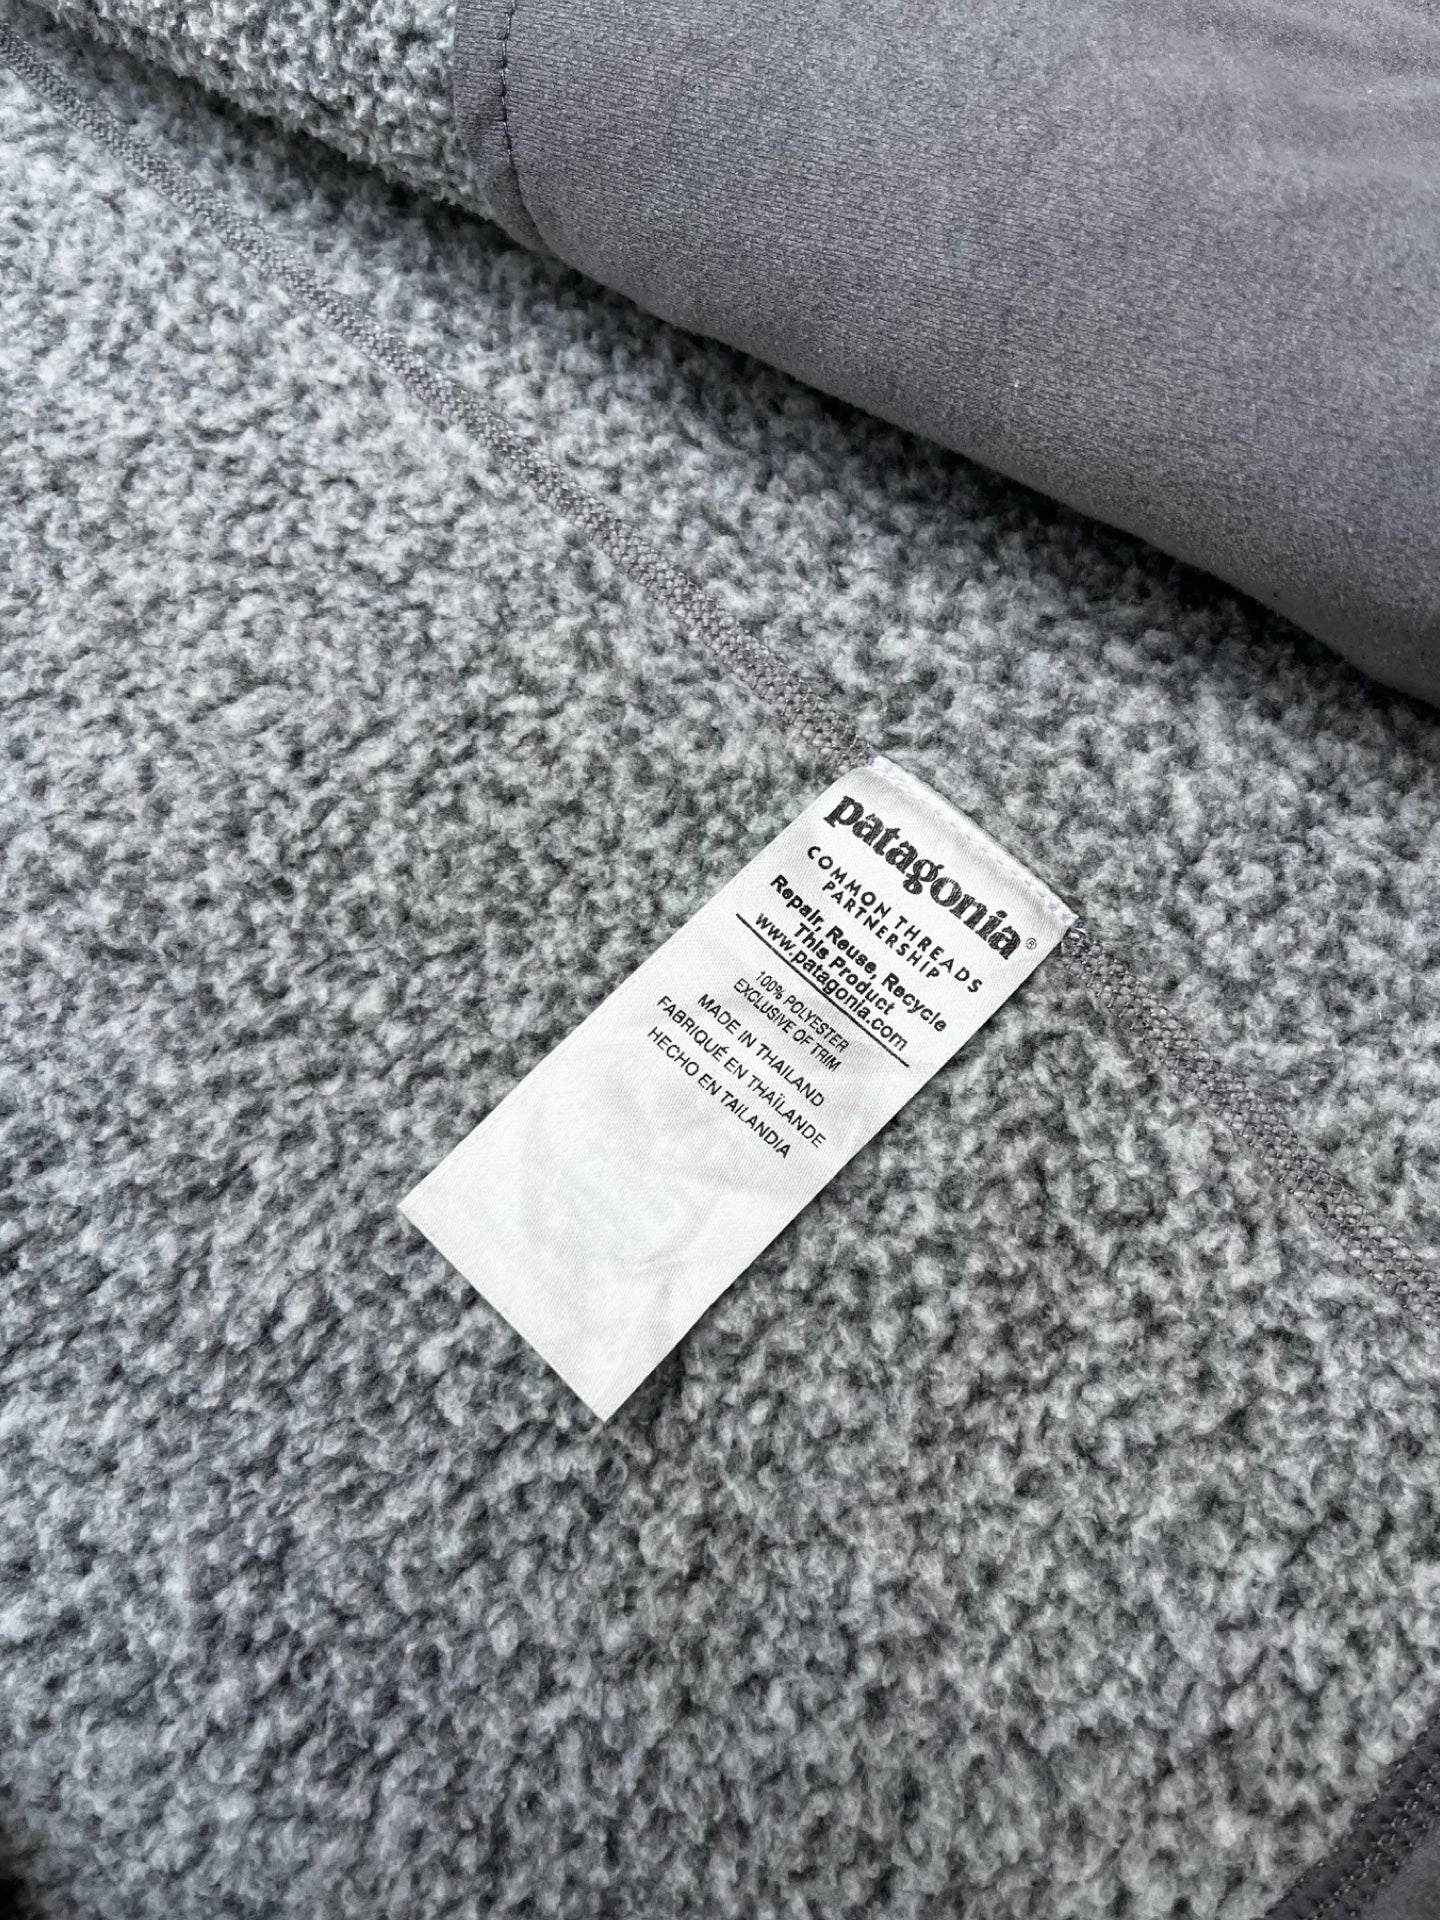 patagonia®
COMMON THREADS
PARTNERSHIP
Repair, Reuse, Recycle
This Product
www.patagonia.com
100% POLYESTER
EXCLUSIVE OF TRIM
MADE IN THAILAND
FABRIQUÉ EN THAÏLANDE
HECHO EN TAILANDIA